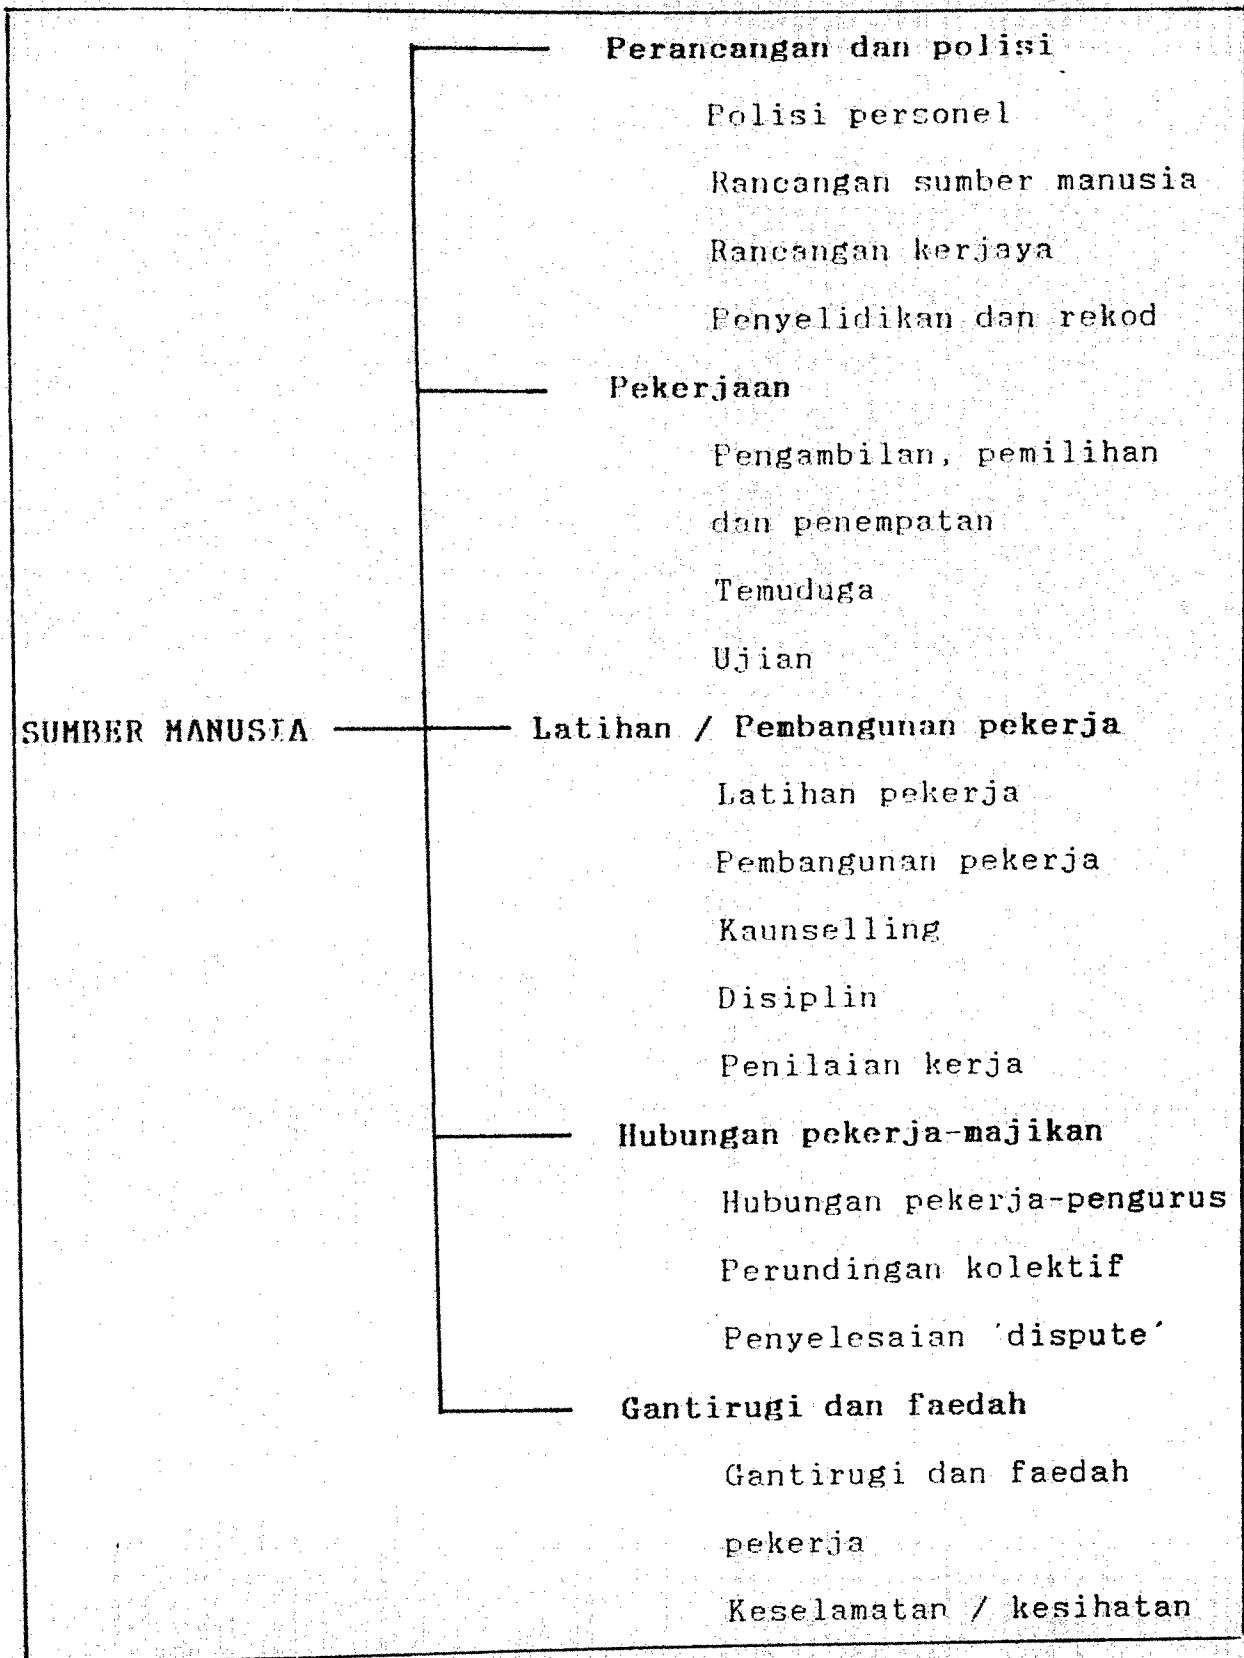 Perancangan dan polisi
Polisi personel
Rancangan sumber manusia
Rancangan kerjaya
Penyelidikan dan rekod
Pekerjaan
Pengambilan, pemilihan
dan penempatan
Temuduga
Ujian
SUMBER MANUSIA
Latihan / Pembangunan pekerja
Latihan pekerja
Pembangunan pekerja
Kaunselling
Disiplin
Penilaian kerja
Hubungan pekerja-majikan
Hubungan pekerja-pengurus
Perundingan kolektif
Penyelesaian 'dispute'
Gantirugi dan faedah
Gantirugi dan faedah
pekerja
Keselamatan / kesihatan